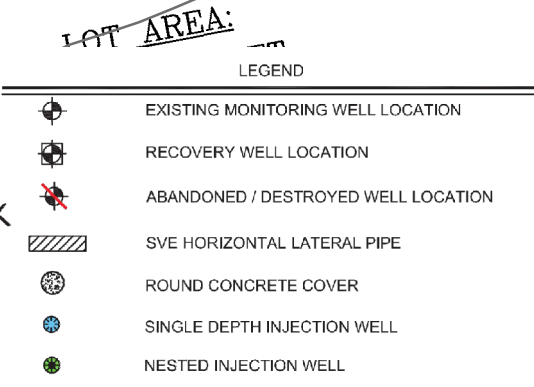 LOT AREA:
LEGEND
EXISTING MONITORING WELL LOCATION
RECOVERY WELL LOCATION
ABANDONED / DESTROYED WELL LOCATION
SVE HORIZONTAL LATERAL PIPE
ROUND CONCRETE COVER
SINGLE DEPTH INJECTION WELL
NESTED INJECTION WELL